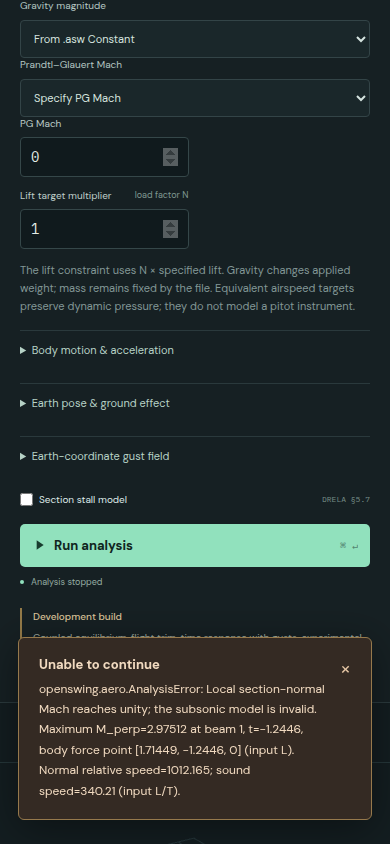 Gravity magnitude
From .asw Constant
Prandtl–Glauert Mach
Specify PG Mach
PG Mach
0
Lift target multiplier load factor N
1
The lift constraint uses N × specified lift. Gravity changes applied
weight; mass remains fixed by the file. Equivalent airspeed targets
preserve dynamic pressure; they do not model a pitot instrument.
Body motion & acceleration
Earth pose & ground effect
Earth-coordinate gust field
Section stall model DRELA §5.7
Run analysis ⌘ ↵
Analysis stopped
Development build
Unable to continue ×
openswing.aero.AnalysisError: Local section-normal
Mach reaches unity; the subsonic model is invalid.
Maximum M_perp=2.97512 at beam 1, t=−1.2446,
body force point [1.71449, -1.2446, 0] (input L).
Normal relative speed=1012.165; sound
speed=340.21 (input L/T).